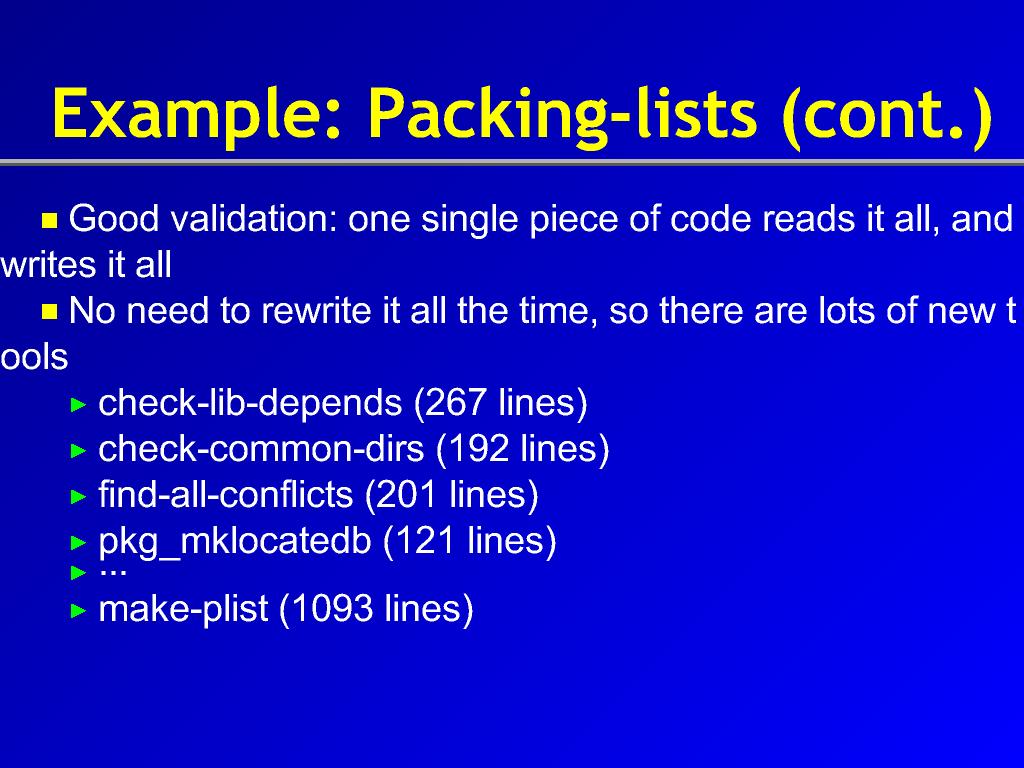 Example: Packing-lists (cont.)
Good validation: one single piece of code reads it all, and
writes it all
No need to rewrite it all the time, so there are lots of new t
ools
check-lib-depends (267 lines)
check-common-dirs (192 lines)
find-all-conflicts (201 lines)
pkg_mklocatedb (121 lines)
...
make-plist (1093 lines)